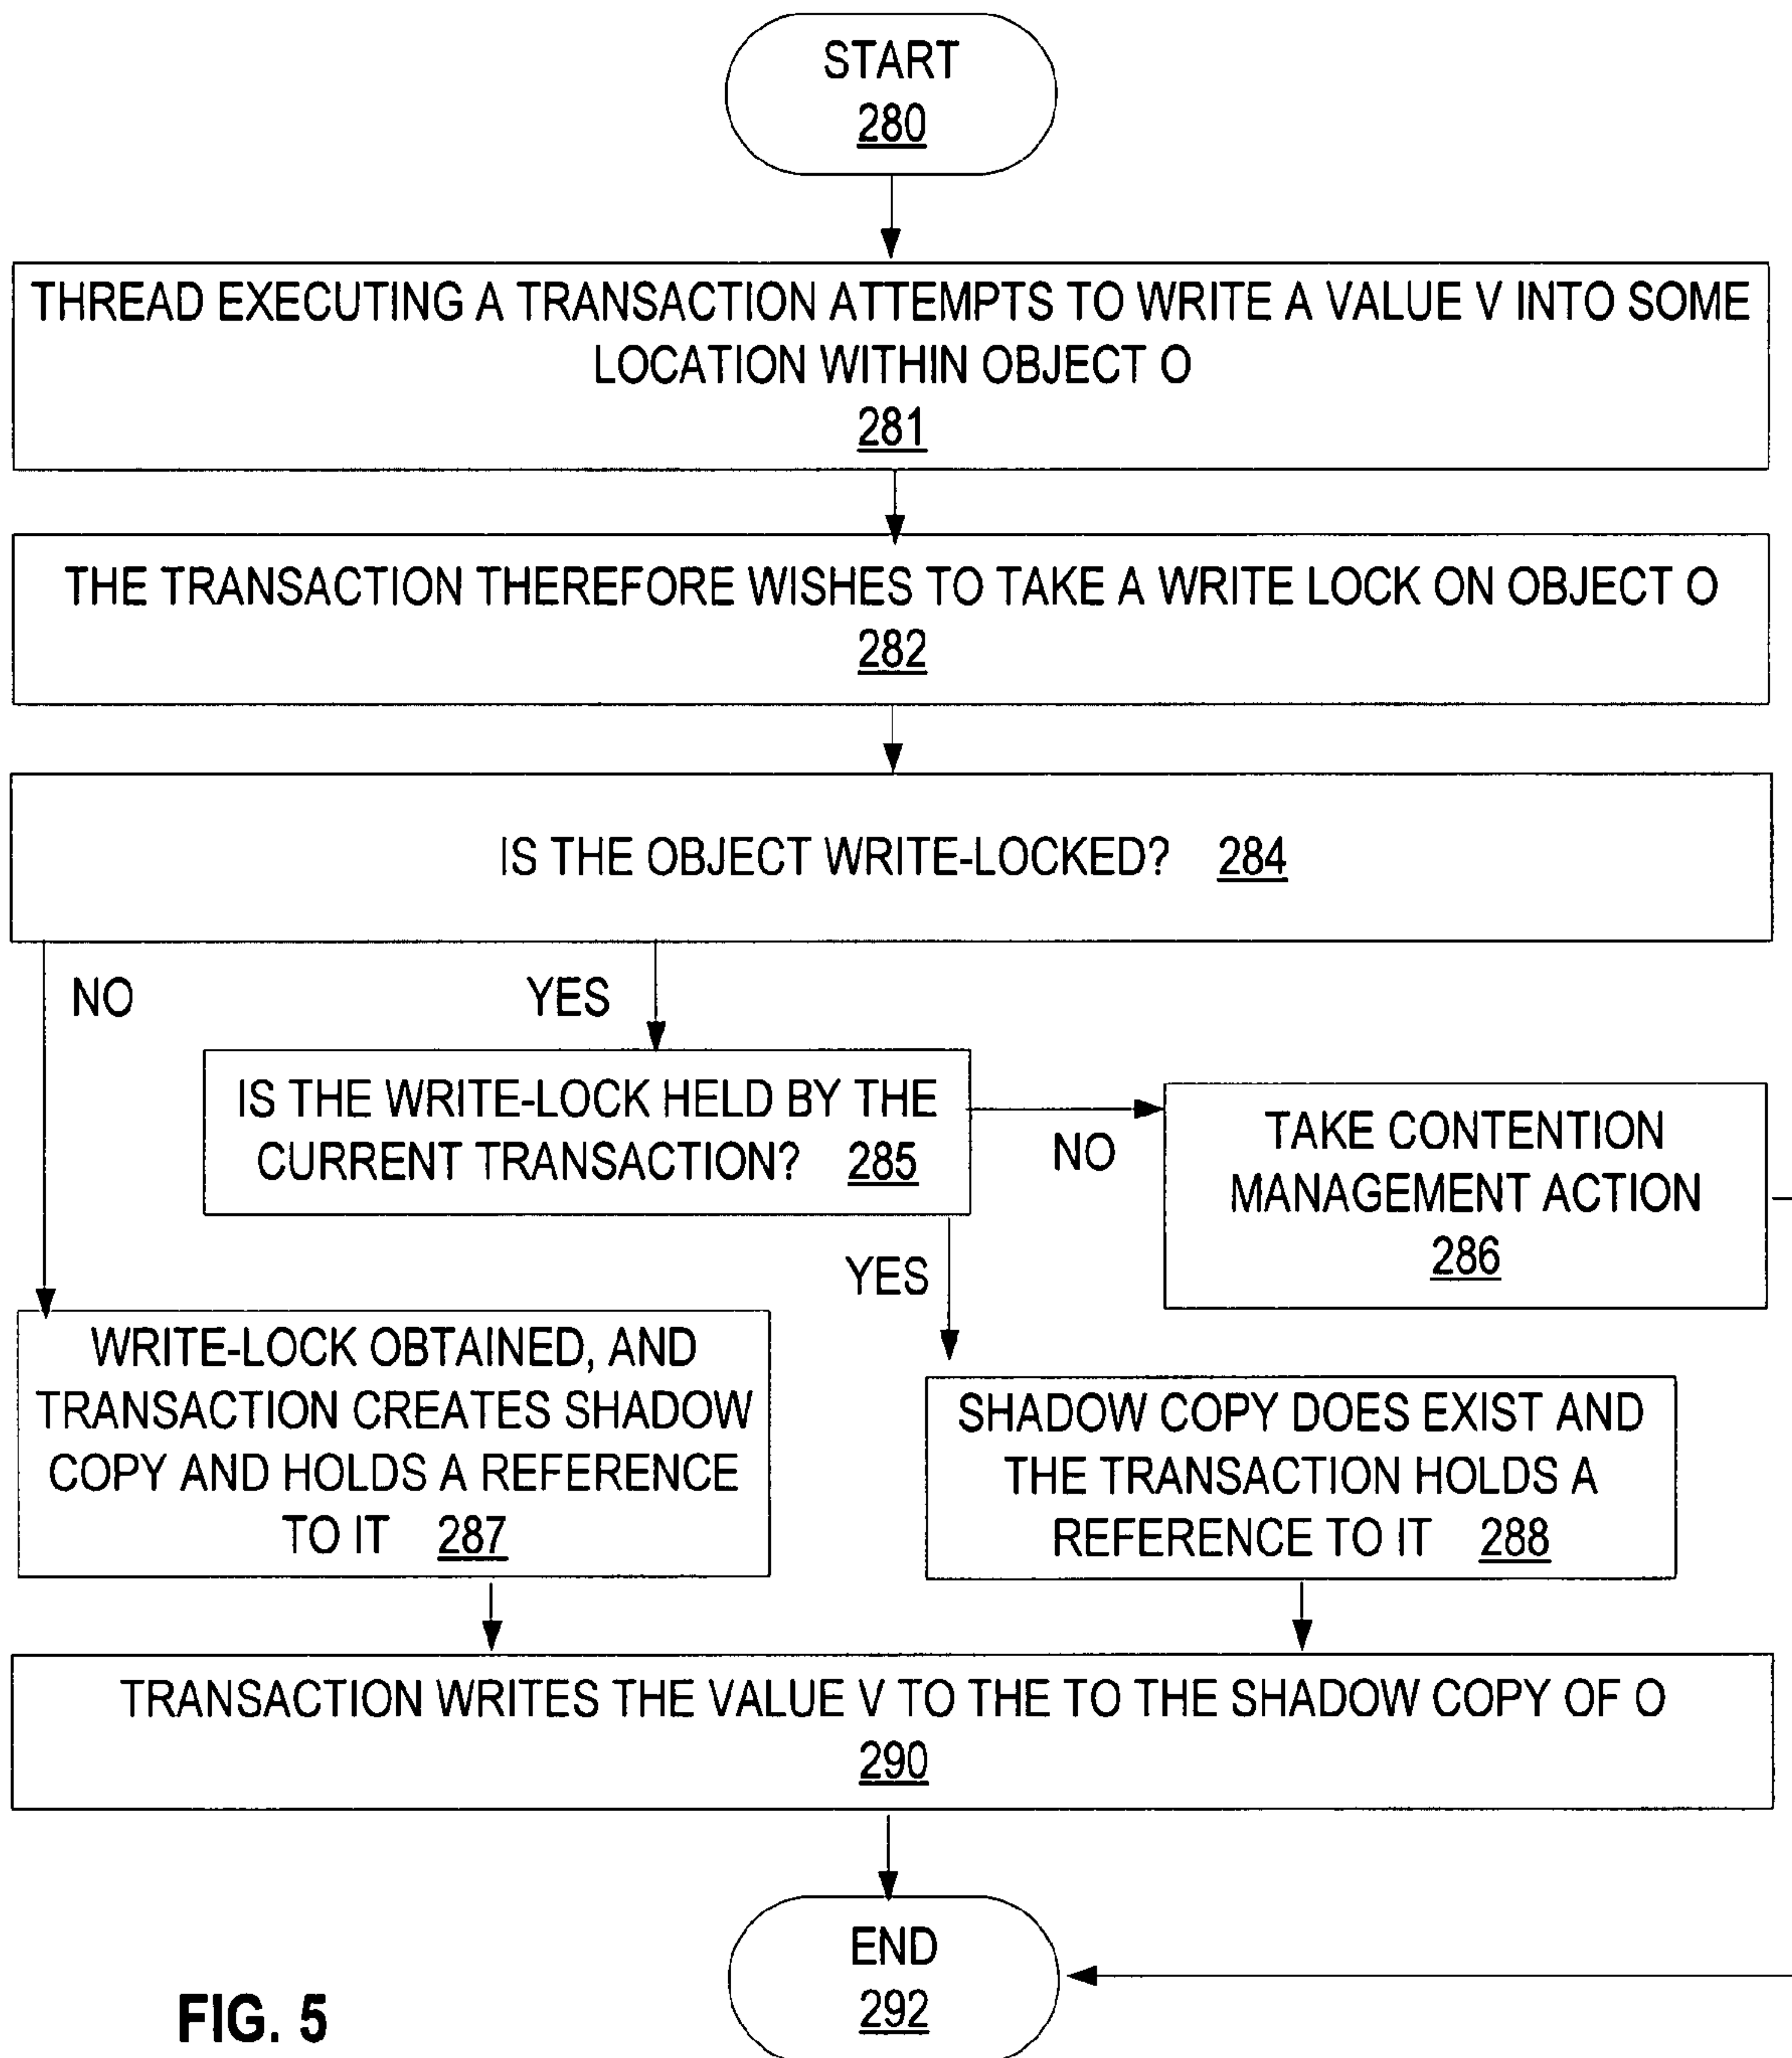 START
280
THREAD EXECUTING A TRANSACTION ATTEMPTS TO WRITE A VALUE V INTO SOME
LOCATION WITHIN OBJECT O
281
THE TRANSACTION THEREFORE WISHES TO TAKE A WRITE LOCK ON OBJECT O
282
IS THE OBJECT WRITE-LOCKED? 284
NO
YES
IS THE WRITE-LOCK HELD BY THE
CURRENT TRANSACTION? 285
NO
TAKE CONTENTION
MANAGEMENT ACTION
286
YES
WRITE-LOCK OBTAINED, AND
TRANSACTION CREATES SHADOW
COPY AND HOLDS A REFERENCE
TO IT 287
SHADOW COPY DOES EXIST AND
THE TRANSACTION HOLDS A
REFERENCE TO IT 288
TRANSACTION WRITES THE VALUE V TO THE TO THE SHADOW COPY OF O
290
END
292
FIG. 5